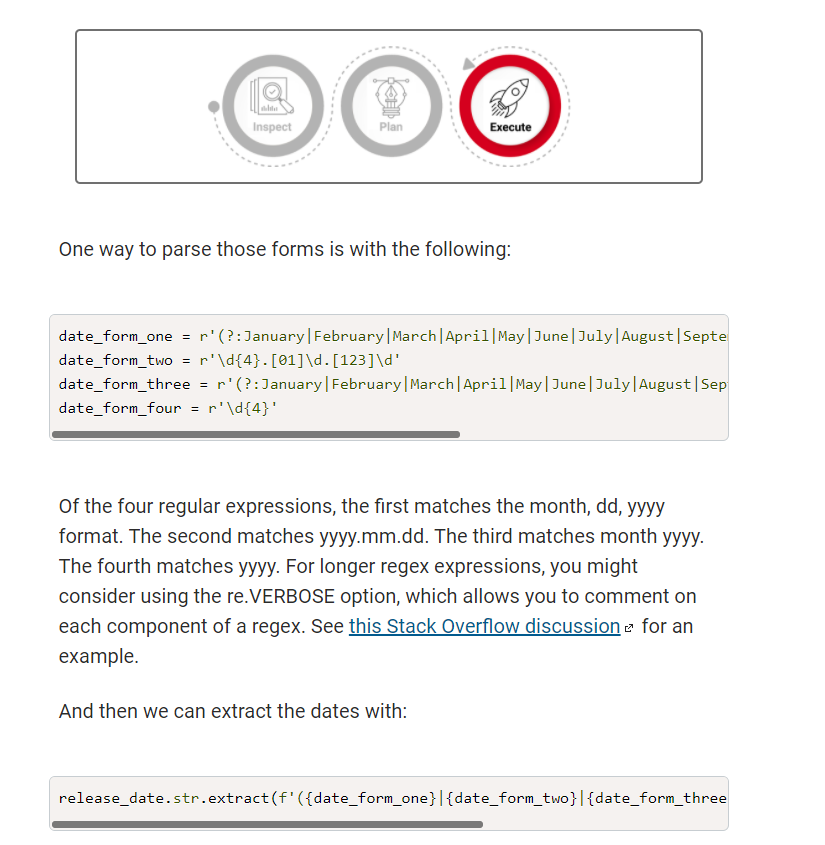 Inspect
Plan
Execute
One way to parse those forms is with the following:
date_form_one = r'(?:January|February|March|April|May|June|July|August|Septe
date_form_two = r'\d{4}.[01]\d.[123]\d'
date_form_three = r'(?:January|February|March|April|May|June|July|August|Sep
date_form_four = r'\d{4}'
Of the four regular expressions, the first matches the month, dd, yyyy
format. The second matches yyyy.mm.dd. The third matches month yyyy.
The fourth matches yyyy. For longer regex expressions, you might
consider using the re.VERBOSE option, which allows you to comment on
each component of a regex. See this Stack Overflow discussion for an
example.
And then we can extract the dates with:
release_date.str.extract(f'({date_form_one}|{date_form_two}|{date_form_three